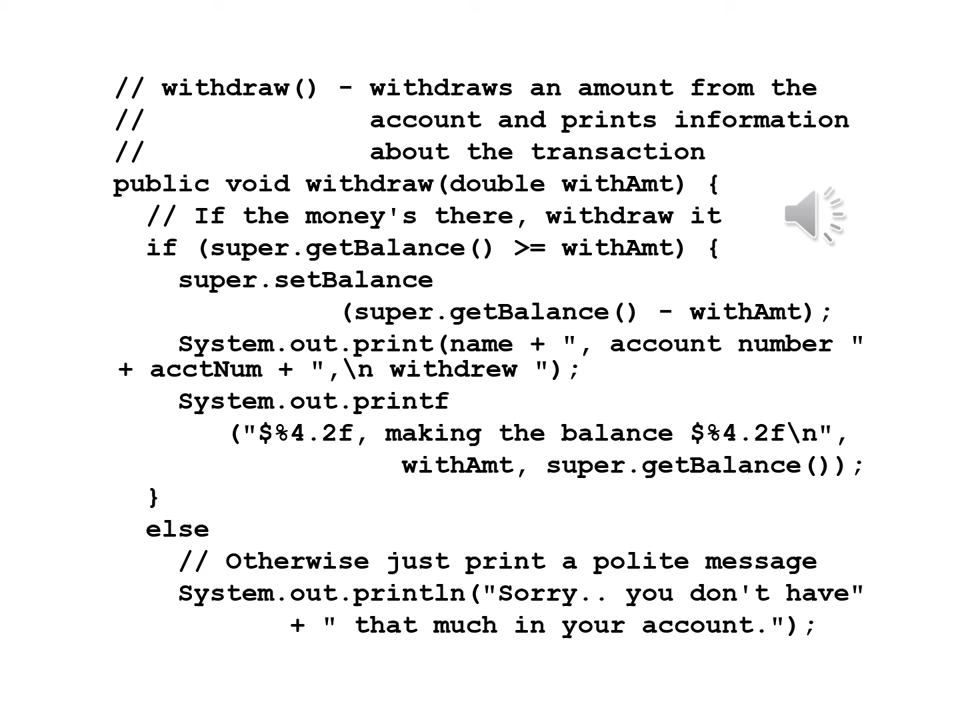 // withdraw() - withdraws an amount from the
//              account and prints information
//              about the transaction
public void withdraw(double withAmt) {
  // If the money's there, withdraw it
  if (super.getBalance() >= withAmt) {
    super.setBalance
              (super.getBalance() - withAmt);
    System.out.print(name + ", account number "
+ acctNum + ",\n withdrew ");
    System.out.printf
       ("$%4.2f, making the balance $%4.2f\n",
                  withAmt, super.getBalance());
  }
  else
    // Otherwise just print a polite message
    System.out.println("Sorry.. you don't have"
           + " that much in your account.");